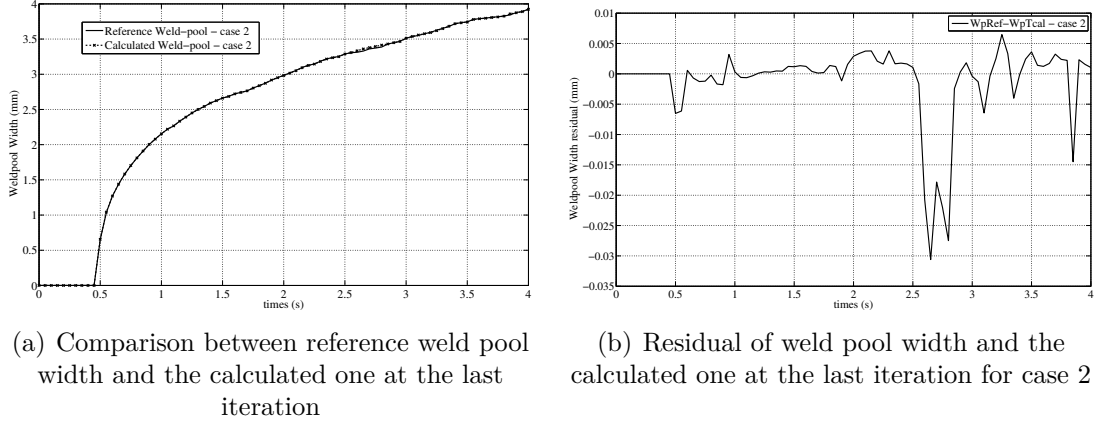 4
3.5
3
2.5
2
1.5
1
0.5
0
0 0.5 1 1.5 2 2.5 3 3.5 4
times (s)
Weldpool Width (mm)
Reference Weld−pool − case 2
Calculated Weld−pool − case 2
(a) Comparison between reference weld pool
width and the calculated one at the last
iteration
0.01
0.005
0
−0.005
−0.01
−0.015
−0.02
−0.025
−0.03
−0.035
0 0.5 1 1.5 2 2.5 3 3.5 4
times (s)
Weldpool Width residual (mm)
WpRef−WpTcal − case 2
(b) Residual of weld pool width and the
calculated one at the last iteration for case 2